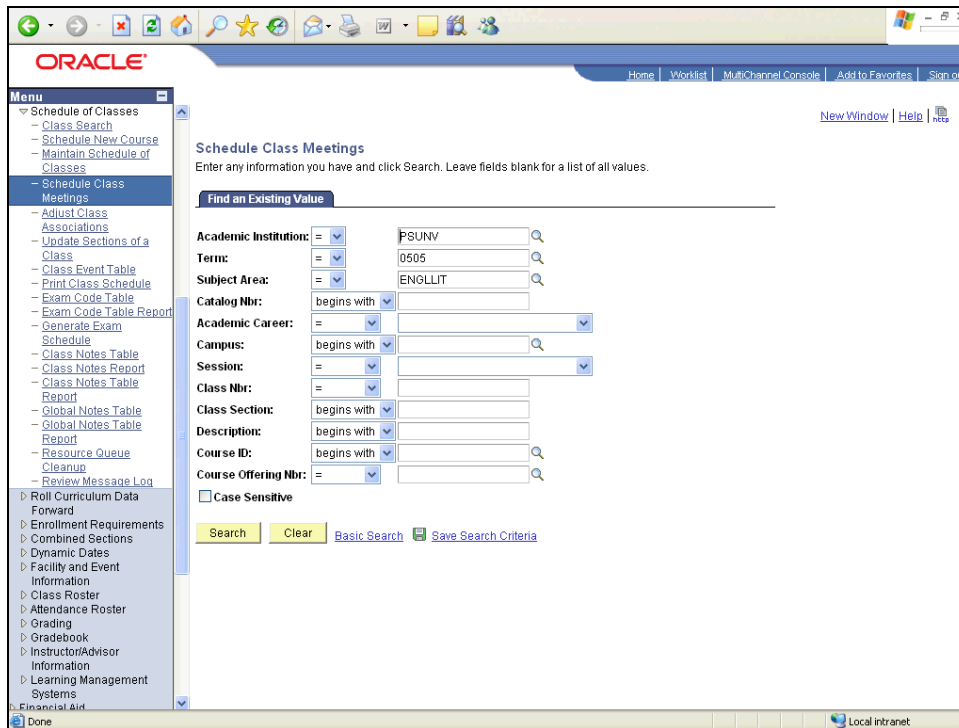 ORACLE
Home | Worklist | MultiChannel Console | Add to Favorites | Sign
Menu
New Window | Help | http
Schedule of Classes
Class Search
Schedule New Course
Maintain Schedule of
Classes
Schedule Class
Meetings
Adjust Class
Associations
Update Sections of a
Class
Class Event Table
Print Class Schedule
Exam Code Table
Exam Code Table Report
Generate Exam
Schedule
Class Notes Table
Class Notes Report
Class Notes Table
Report
Global Notes Table
Global Notes Table
Report
Resource Queue
Cleanup
Review Message Log
Roll Curriculum Data
Forward
Enrollment Requirements
Combined Sections
Dynamic Dates
Facility and Event
Information
Class Roster
Attendance Roster
Grading
Gradebook
Instructor/Advisor
Information
Learning Management
Systems
Financial Aid
Schedule Class Meetings
Enter any information you have and click Search. Leave fields blank for a list of all values.
Find an Existing Value
Academic Institution: = PSUNV
Term: = 0505
Subject Area: = ENGLLIT
Catalog Nbr: begins with
Academic Career: =
Campus: begins with
Session: =
Class Nbr: =
Class Section: begins with
Description: begins with
Course ID: begins with
Course Offering Nbr: =
Case Sensitive
Search Clear Basic Search Save Search Criteria
Done Local intranet